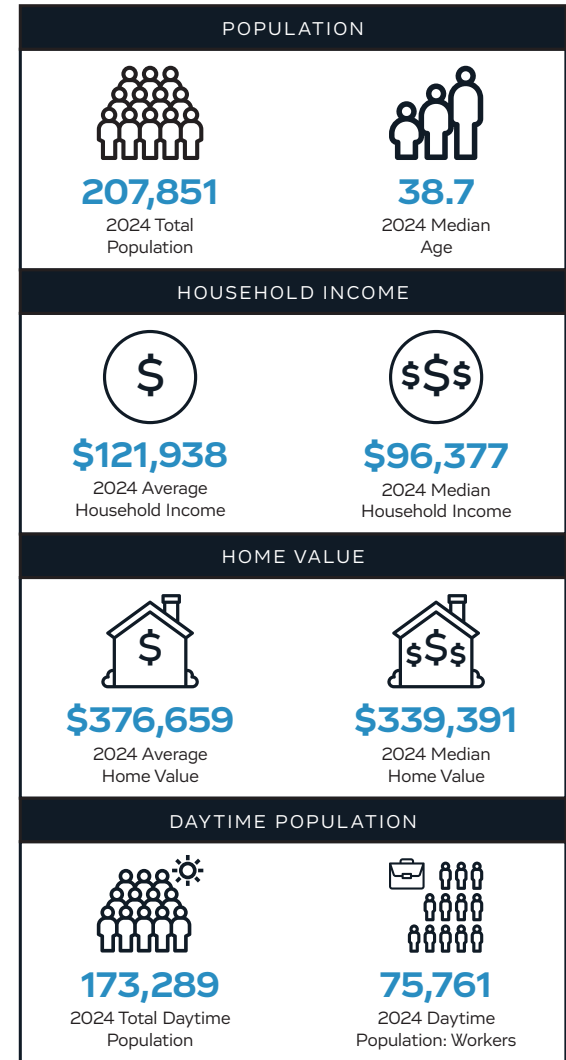 POPULATION
207,851
2024 Total
Population
38.7
2024 Median
Age
HOUSEHOLD INCOME
$
$121,938
2024 Average
Household Income
$$$
$96,377
2024 Median
Household Income
HOME VALUE
$
$376,659
2024 Average
Home Value
$$$
$339,391
2024 Median
Home Value
DAYTIME POPULATION
173,289
2024 Total Daytime
Population
75,761
2024 Daytime
Population: Workers